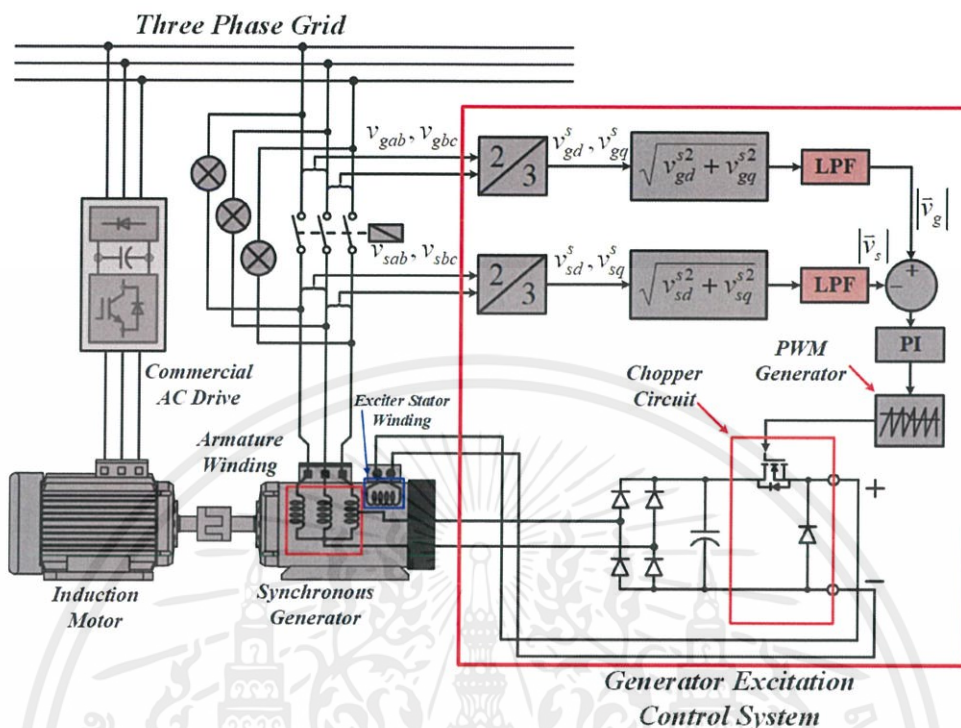 Three Phase Grid
v_gab, v_gbc
2
3
v^s_gd, v^s_gq
√(v^s2_gd + v^s2_gq)
LPF
|v̄_g|
v_sab, v_sbc
2
3
v^s_sd, v^s_sq
√(v^s2_sd + v^s2_sq)
LPF
|v̄_s|
+
−
PI
Commercial
AC Drive
Exciter Stator
Winding
Armature
Winding
Chopper
Circuit
PWM
Generator
+
−
Induction
Motor
Synchronous
Generator
Generator Excitation
Control System